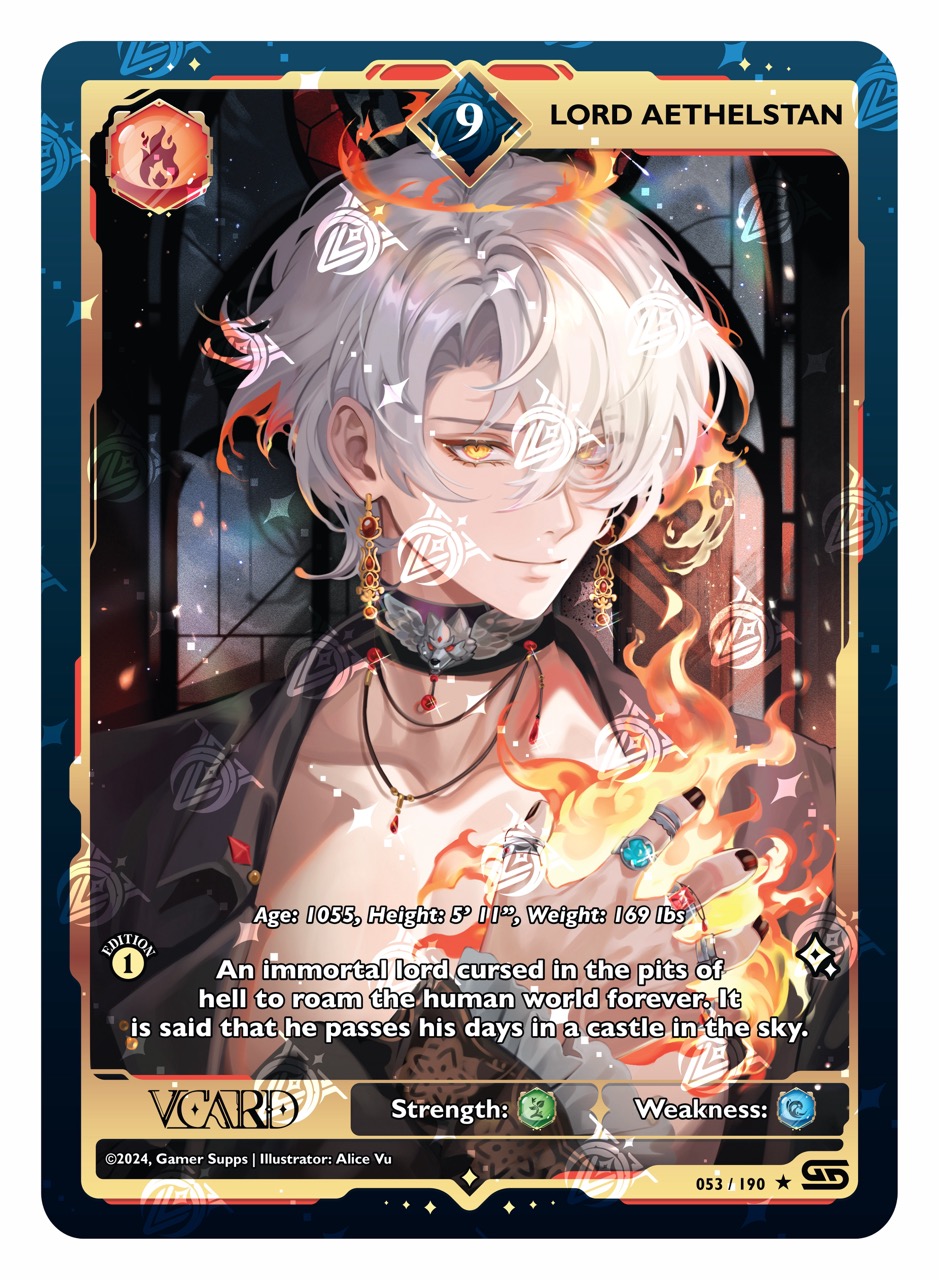 9
LORD AETHELSTAN
Age: 1055, Height: 5’ 11”, Weight: 169 lbs
EDITION
1
An immortal lord cursed in the pits of
hell to roam the human world forever. It
is said that he passes his days in a castle in the sky.
VCARD
Strength:
Weakness:
©2024, Gamer Supps | Illustrator: Alice Vu
053 / 190 ★